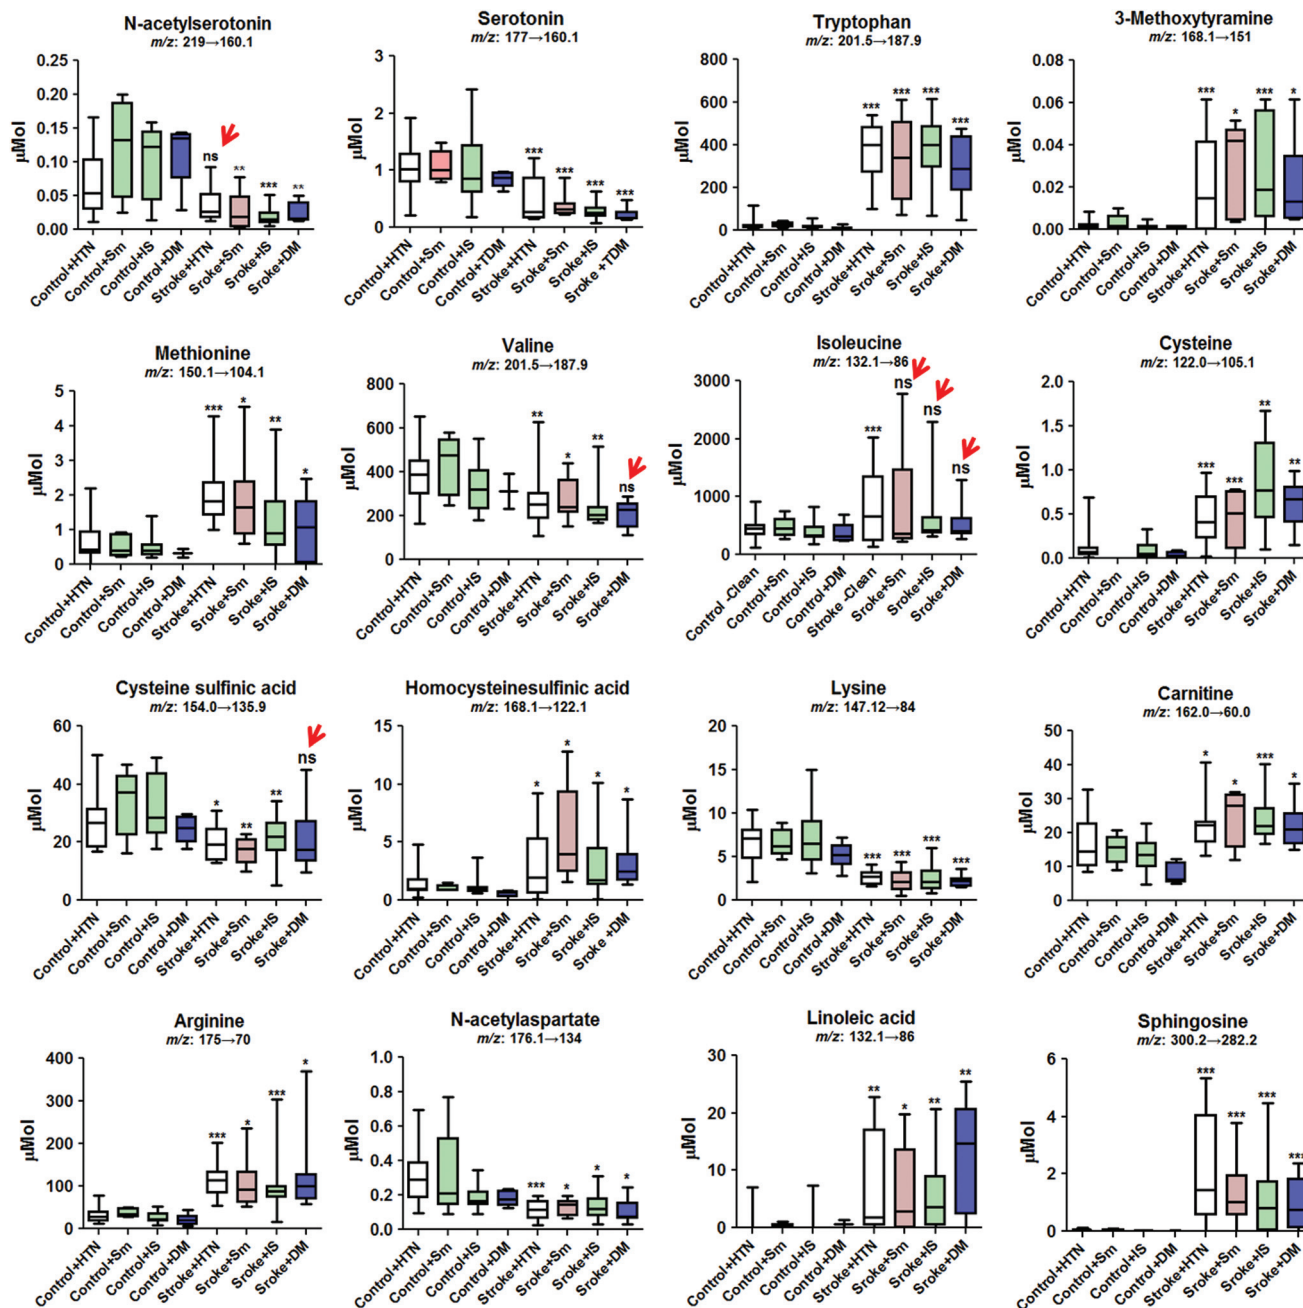 N-acetylserotonin
m/z: 219→160.1
µMol
0.25
0.20
0.15
0.10
0.05
0.00
ns
**
***
**
Control+HTN
Control+Sm
Control+IS
Control+DM
Stroke+HTN
Sroke+Sm
Sroke+IS
Sroke+DM
Serotonin
m/z: 177→160.1
µMol
3
2
1
0
***
***
***
***
Control+HTN
Control+Sm
Control+IS
Control+TDM
Stroke+HTN
Sroke+Sm
Sroke+IS
Sroke +TDM
Tryptophan
m/z: 201.5→187.9
µMol
800
600
400
200
0
***
***
***
***
Control+HTN
Control+Sm
Control+IS
Control+DM
Stroke+HTN
Sroke+Sm
Sroke+IS
Sroke+DM
3-Methoxytyramine
m/z: 168.1→151
µMol
0.08
0.06
0.04
0.02
0.00
***
*
***
*
Control+HTN
Control+Sm
Control+IS
Control+DM
Stroke+HTN
Sroke+Sm
Sroke+IS
Sroke+DM
Methionine
m/z: 150.1→104.1
µMol
5
4
3
2
1
0
***
*
**
*
Control+HTN
Control+Sm
Control+IS
Control+DM
Stroke+HTN
Sroke+Sm
Sroke+IS
Sroke+DM
Valine
m/z: 201.5→187.9
µMol
800
600
400
200
0
**
*
**
ns
Control+HTN
Control+Sm
Control+IS
Control+DM
Stroke+HTN
Sroke+Sm
Sroke+IS
Sroke+DM
Isoleucine
m/z: 132.1→86
µMol
3000
2000
1000
0
***
ns
ns
ns
Control -Clean
Control+Sm
Control+IS
Control+DM
Stroke -Clean
Sroke+Sm
Sroke+IS
Sroke+DM
Cysteine
m/z: 122.0→105.1
µMol
2.0
1.5
1.0
0.5
0.0
***
***
**
**
Control+HTN
Control+Sm
Control+IS
Control+DM
Stroke+HTN
Sroke+Sm
Sroke+IS
Sroke+DM
Cysteine sulfinic acid
m/z: 154.0→135.9
µMol
60
40
20
0
*
**
**
ns
Control+HTN
Control+Sm
Control+IS
Control+DM
Stroke+HTN
Sroke+Sm
Sroke+IS
Sroke+DM
Homocysteinesulfinic acid
m/z: 168.1→122.1
µMol
15
10
5
0
*
*
*
*
Control+HTN
Control+Sm
Control+IS
Control+DM
Stroke+HTN
Sroke+Sm
Sroke+IS
Sroke+DM
Lysine
m/z: 147.12→84
µMol
20
15
10
5
0
***
***
***
***
Control+HTN
Control+Sm
Control+IS
Control+DM
Stroke+HTN
Sroke+Sm
Sroke+IS
Sroke+DM
Carnitine
m/z: 162.0→60.0
µMol
50
40
30
20
10
0
*
*
***
*
Control+HTN
Control+Sm
Control+IS
Control+DM
Stroke+HTN
Sroke+Sm
Sroke+IS
Sroke+DM
Arginine
m/z: 175→70
µMol
400
300
200
100
0
***
*
***
*
Control+HTN
Control+Sm
Control+IS
Control+DM
Stroke+HTN
Sroke+Sm
Sroke+IS
Sroke+DM
N-acetylaspartate
m/z: 176.1→134
µMol
1.0
0.8
0.6
0.4
0.2
0.0
***
*
*
*
Control+HTN
Control+Sm
Control+IS
Control+DM
Stroke+HTN
Sroke+Sm
Sroke+IS
Sroke+DM
Linoleic acid
m/z: 132.1→86
µMol
30
20
10
0
**
*
**
**
Control+HTN
Control+Sm
Control+IS
Control+DM
Stroke+HTN
Sroke+Sm
Sroke+IS
Sroke+DM
Sphingosine
m/z: 300.2→282.2
µMol
6
4
2
0
***
***
***
***
Control+HTN
Control+Sm
Control+IS
Control+DM
Stroke+HTN
Sroke+Sm
Sroke+IS
Sroke+DM